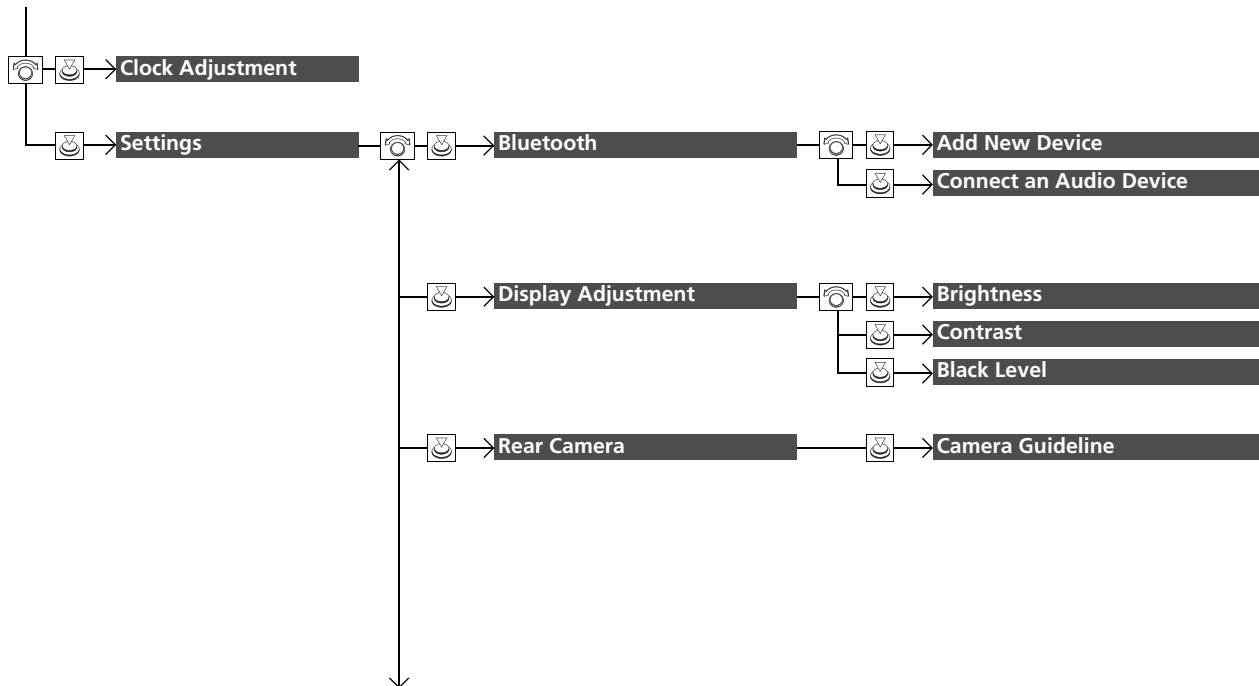 Clock Adjustment
Settings
Bluetooth
Add New Device
Connect an Audio Device
Display Adjustment
Brightness
Contrast
Black Level
Rear Camera
Camera Guideline